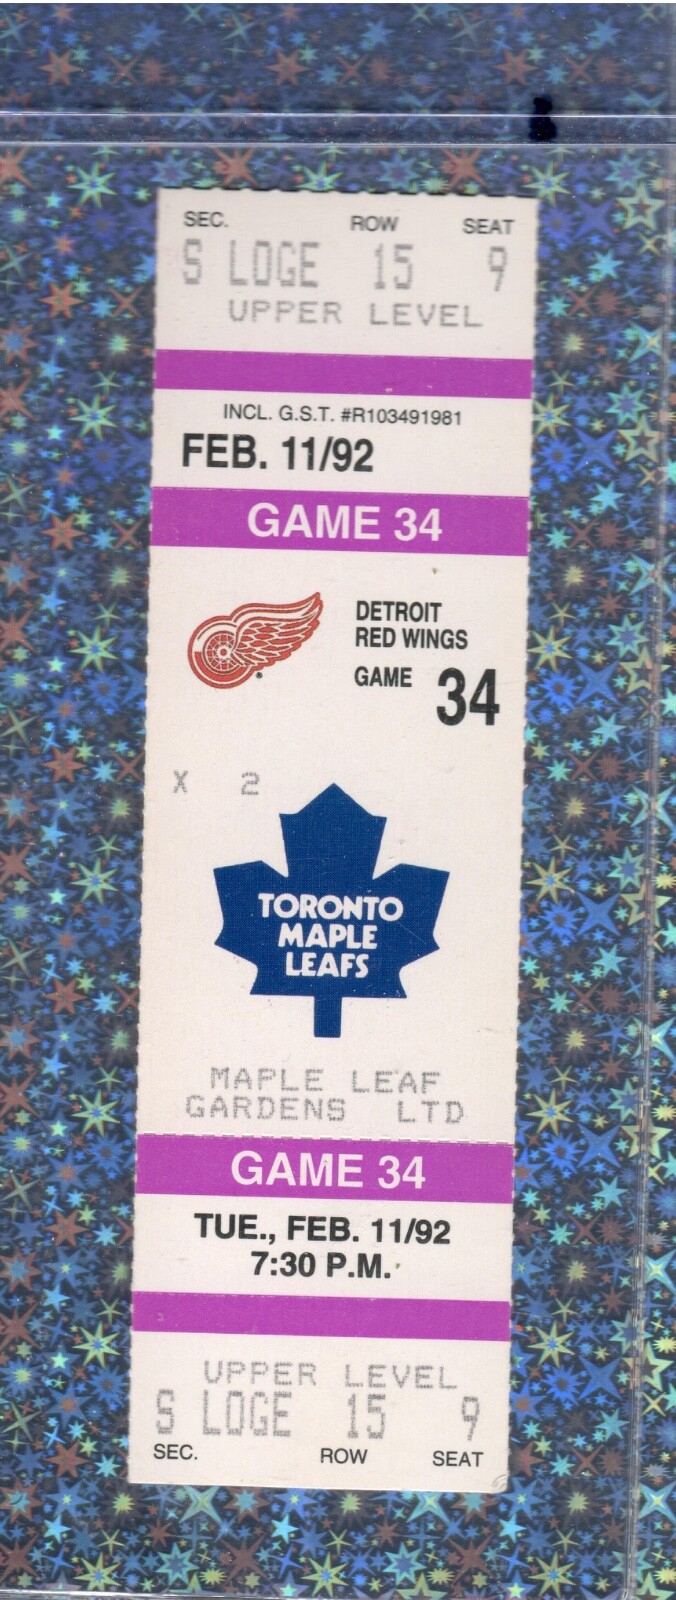 SEC. ROW SEAT
S LOGE 15 9
UPPER LEVEL
INCL. G.S.T. #R103491981
FEB. 11/92
GAME 34
DETROIT
RED WINGS
GAME 34
X 2
TORONTO
MAPLE
LEAFS
MAPLE LEAF
GARDENS LTD
GAME 34
TUE., FEB. 11/92
7:30 P.M.
UPPER LEVEL
S LOGE 15 9
SEC. ROW SEAT